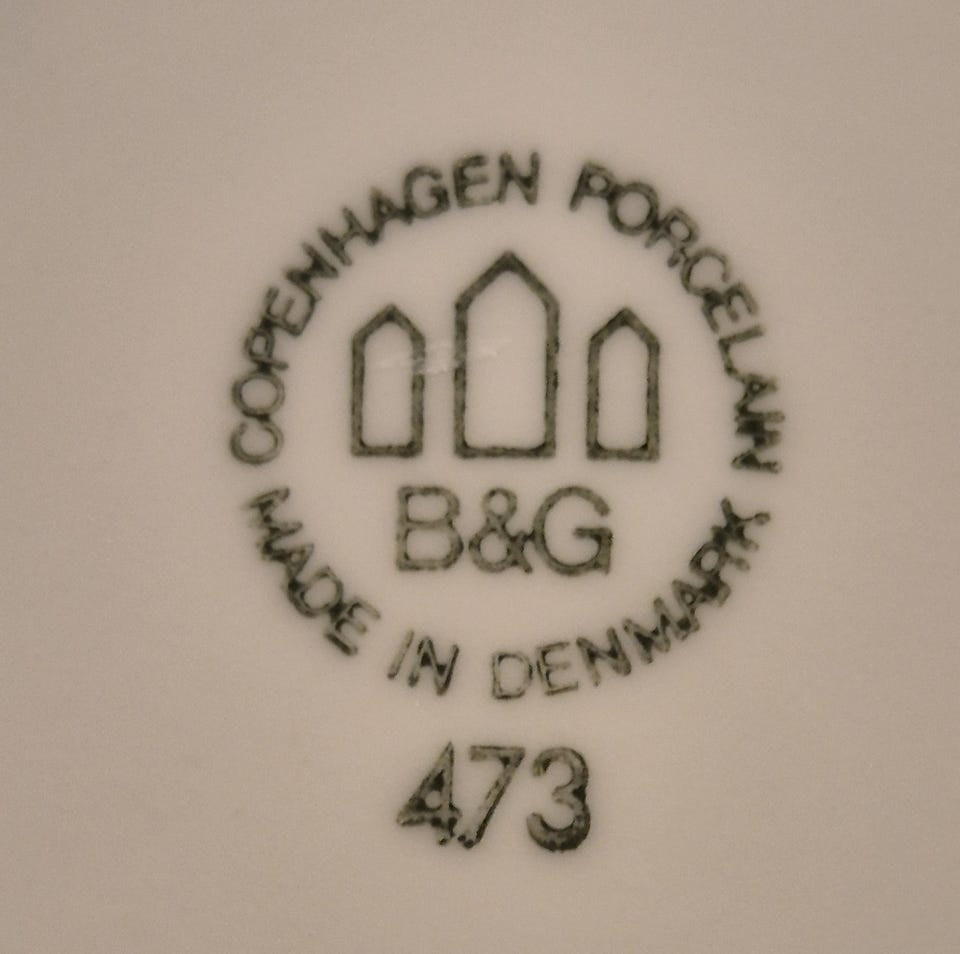 COPENHAGEN PORCELAIN
B&G
MADE IN DENMARK
473